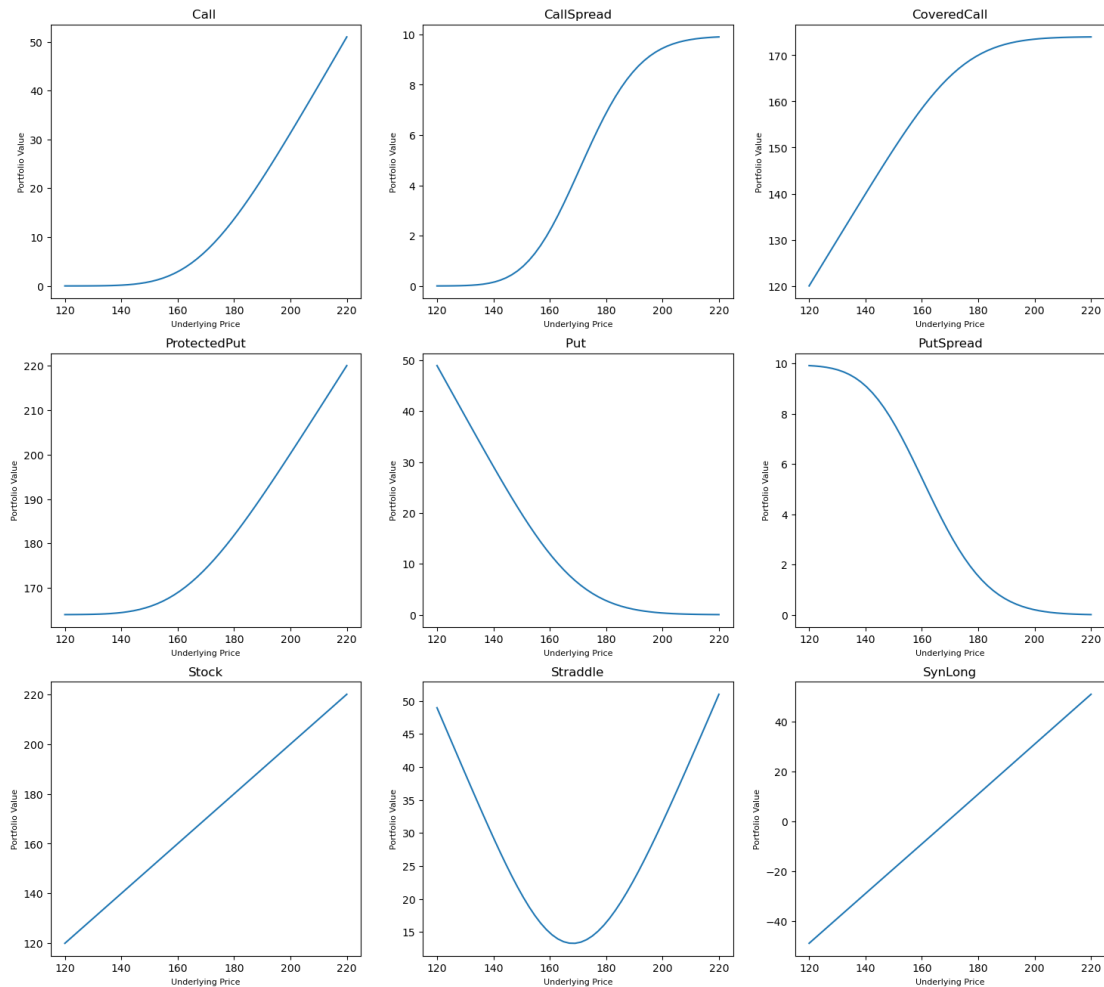 Call
CallSpread
CoveredCall
Portfolio Value
50
40
30
20
10
0
120 140 160 180 200 220
Underlying Price
Portfolio Value
10
8
6
4
2
0
120 140 160 180 200 220
Underlying Price
Portfolio Value
170
160
150
140
130
120
120 140 160 180 200 220
Underlying Price
ProtectedPut
Put
PutSpread
Portfolio Value
220
210
200
190
180
170
120 140 160 180 200 220
Underlying Price
Portfolio Value
50
40
30
20
10
0
120 140 160 180 200 220
Underlying Price
Portfolio Value
10
8
6
4
2
0
120 140 160 180 200 220
Underlying Price
Stock
Straddle
SynLong
Portfolio Value
220
200
180
160
140
120
120 140 160 180 200 220
Underlying Price
Portfolio Value
50
45
40
35
30
25
20
15
120 140 160 180 200 220
Underlying Price
Portfolio Value
40
20
0
−20
−40
120 140 160 180 200 220
Underlying Price